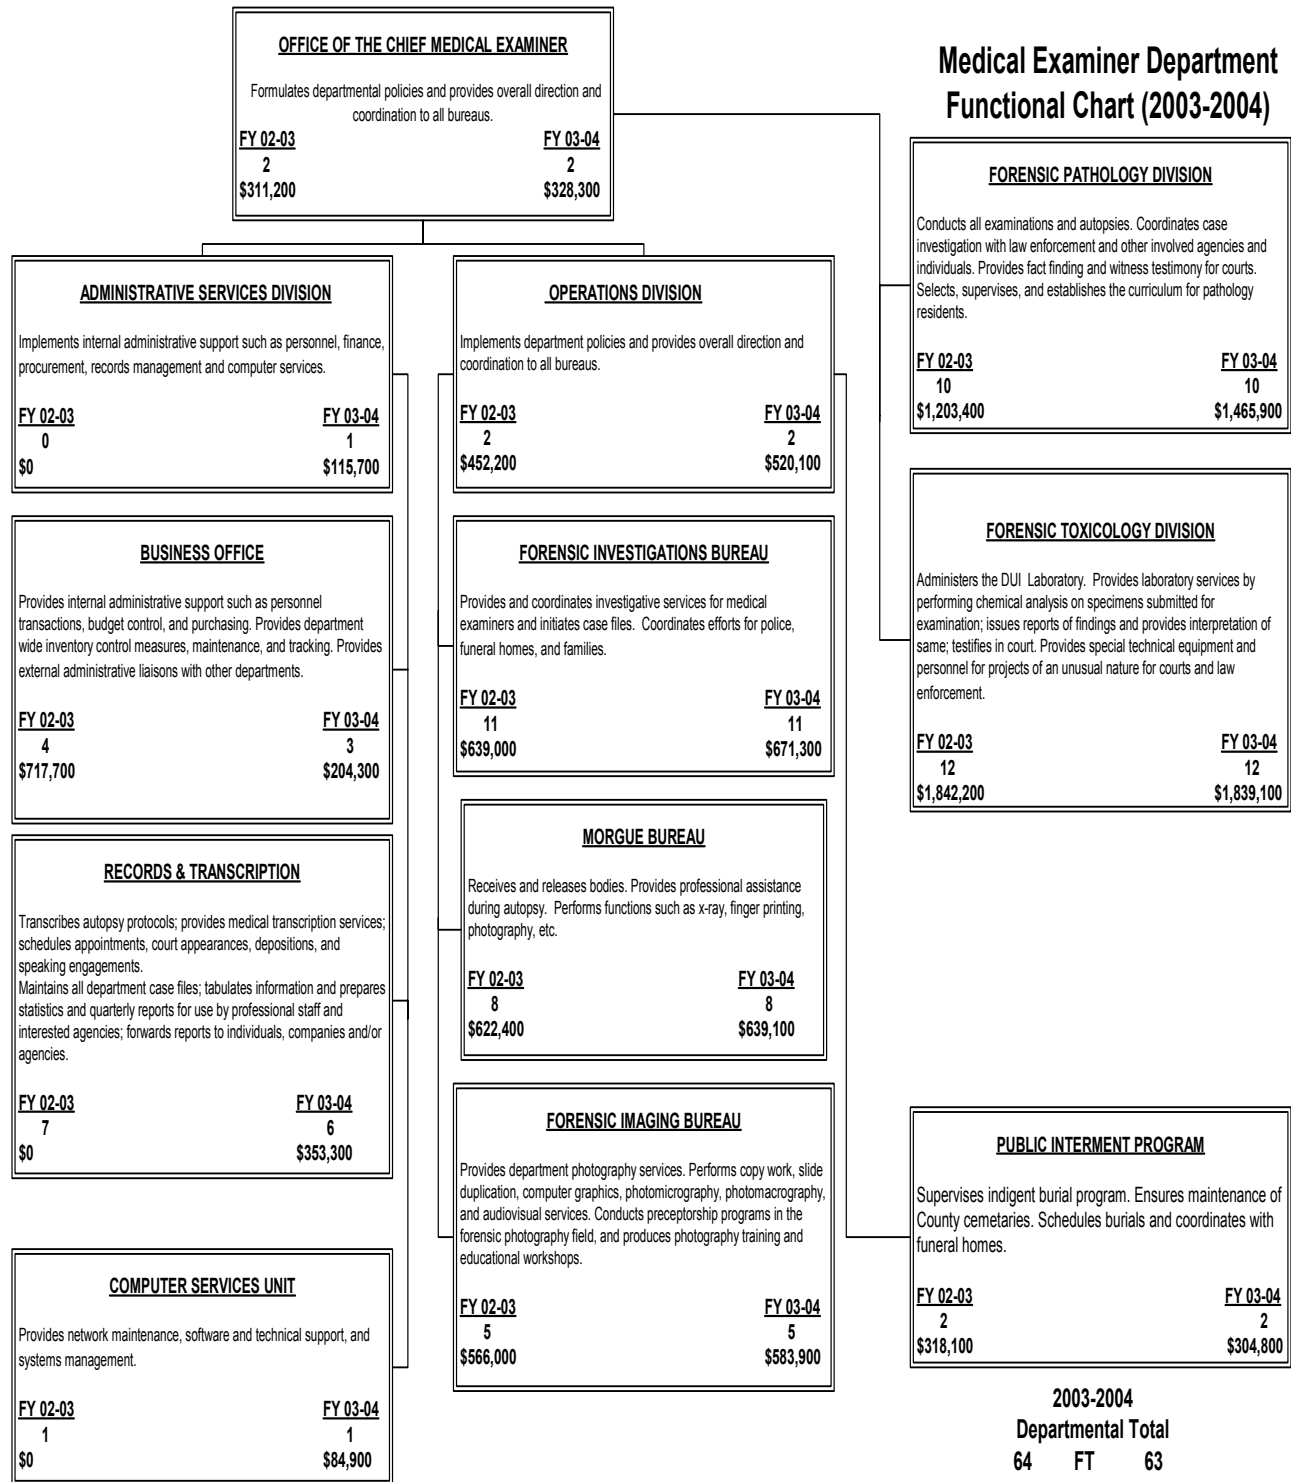 OFFICE OF THE CHIEF MEDICAL EXAMINER
Formulates departmental policies and provides overall direction and
coordination to all bureaus.
FY 02-03 FY 03-04
2 2
$311,200 $328,300
Medical Examiner Department
Functional Chart (2003-2004)
ADMINISTRATIVE SERVICES DIVISION
Implements internal administrative support such as personnel, finance,
procurement, records management and computer services.
FY 02-03 FY 03-04
0 1
$0 $115,700
BUSINESS OFFICE
Provides internal administrative support such as personnel
transactions, budget control, and purchasing. Provides department
wide inventory control measures, maintenance, and tracking. Provides
external administrative liaisons with other departments.
FY 02-03 FY 03-04
4 3
$717,700 $204,300
RECORDS & TRANSCRIPTION
Transcribes autopsy protocols; provides medical transcription services;
schedules appointments, court appearances, depositions, and
speaking engagements.
Maintains all department case files; tabulates information and prepares
statistics and quarterly reports for use by professional staff and
interested agencies; forwards reports to individuals, companies and/or
agencies.
FY 02-03 FY 03-04
7 6
$0 $353,300
COMPUTER SERVICES UNIT
Provides network maintenance, software and technical support, and
systems management.
FY 02-03 FY 03-04
1 1
$0 $84,900
OPERATIONS DIVISION
Implements department policies and provides overall direction and
coordination to all bureaus.
FY 02-03 FY 03-04
2 2
$452,200 $520,100
FORENSIC INVESTIGATIONS BUREAU
Provides and coordinates investigative services for medical
examiners and initiates case files. Coordinates efforts for police,
funeral homes, and families.
FY 02-03 FY 03-04
11 11
$639,000 $671,300
MORGUE BUREAU
Receives and releases bodies. Provides professional assistance
during autopsy. Performs functions such as x-ray, finger printing,
photography, etc.
FY 02-03 FY 03-04
8 8
$622,400 $639,100
FORENSIC IMAGING BUREAU
Provides department photography services. Performs copy work, slide
duplication, computer graphics, photomicrography, photomacrography,
and audiovisual services. Conducts preceptorship programs in the
forensic photography field, and produces photography training and
educational workshops.
FY 02-03 FY 03-04
5 5
$566,000 $583,900
FORENSIC PATHOLOGY DIVISION
Conducts all examinations and autopsies. Coordinates case
investigation with law enforcement and other involved agencies and
individuals. Provides fact finding and witness testimony for courts.
Selects, supervises, and establishes the curriculum for pathology
residents.
FY 02-03 FY 03-04
10 10
$1,203,400 $1,465,900
FORENSIC TOXICOLOGY DIVISION
Administers the DUI Laboratory. Provides laboratory services by
performing chemical analysis on specimens submitted for
examination; issues reports of findings and provides interpretation of
same; testifies in court. Provides special technical equipment and
personnel for projects of an unusual nature for courts and law
enforcement.
FY 02-03 FY 03-04
12 12
$1,842,200 $1,839,100
PUBLIC INTERMENT PROGRAM
Supervises indigent burial program. Ensures maintenance of
County cemetaries. Schedules burials and coordinates with
funeral homes.
FY 02-03 FY 03-04
2 2
$318,100 $304,800
2003-2004
Departmental Total
64 FT 63